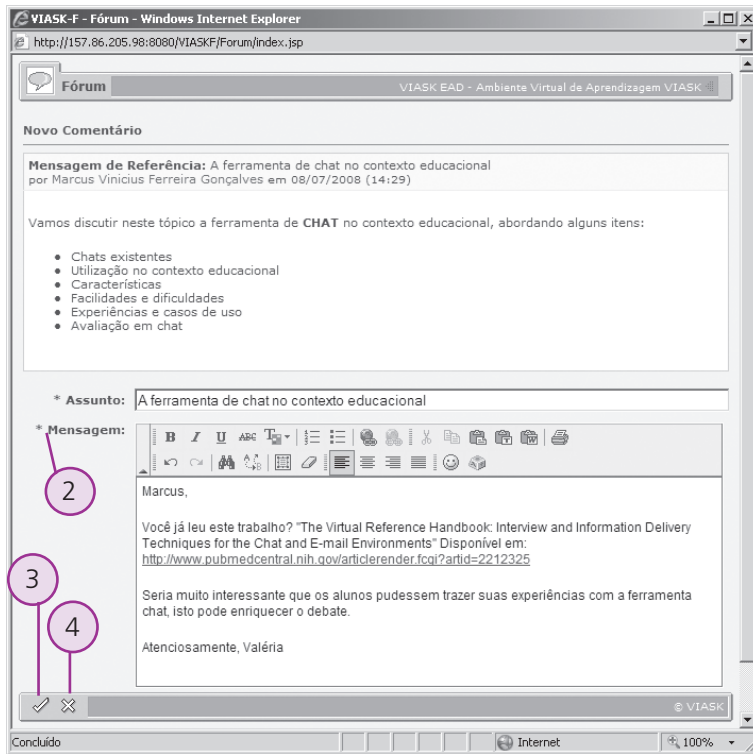 VIASK-F - Fórum - Windows Internet Explorer
http://157.86.205.98:8080/VIASKF/Forum/index.jsp
Fórum
VIASK EAD - Ambiente Virtual de Aprendizagem VIASK
Novo Comentário
Mensagem de Referência: A ferramenta de chat no contexto educacional
por Marcus Vinicius Ferreira Gonçalves em 08/07/2008 (14:29)
Vamos discutir neste tópico a ferramenta de CHAT no contexto educacional, abordando alguns itens:
• Chats existentes
• Utilização no contexto educacional
• Características
• Facilidades e dificuldades
• Experiências e casos de uso
• Avaliação em chat
* Assunto: A ferramenta de chat no contexto educacional
* Mensagem:
B I U ABC T
2
Marcus,
Você já leu este trabalho? "The Virtual Reference Handbook: Interview and Information Delivery
Techniques for the Chat and E-mail Environments" Disponível em:
http://www.pubmedcentral.nih.gov/articlerender.fcgi?artid=2212325
Seria muito interessante que os alunos pudessem trazer suas experiências com a ferramenta
chat, isto pode enriquecer o debate.
Atenciosamente, Valéria
3
4
© VIASK
Concluído
Internet
100%